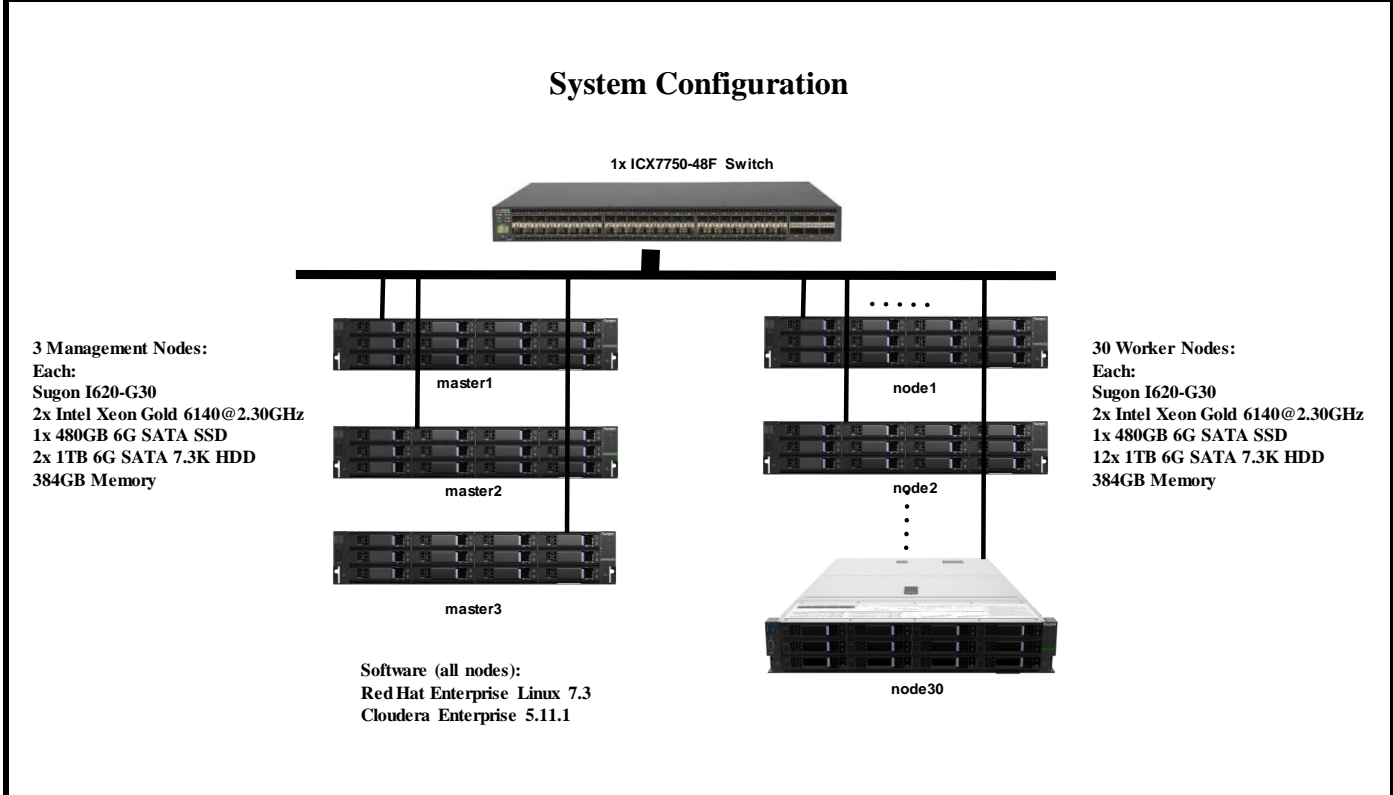 System Configuration
1x ICX7750-48F Switch
3 Management Nodes:
Each:
Sugon I620-G30
2x Intel Xeon Gold 6140@2.30GHz
1x 480GB 6G SATA SSD
2x 1TB 6G SATA 7.3K HDD
384GB Memory
master1
master2
master3
node1
node2
node30
30 Worker Nodes:
Each:
Sugon I620-G30
2x Intel Xeon Gold 6140@2.30GHz
1x 480GB 6G SATA SSD
12x 1TB 6G SATA 7.3K HDD
384GB Memory
Software (all nodes):
Red Hat Enterprise Linux 7.3
Cloudera Enterprise 5.11.1